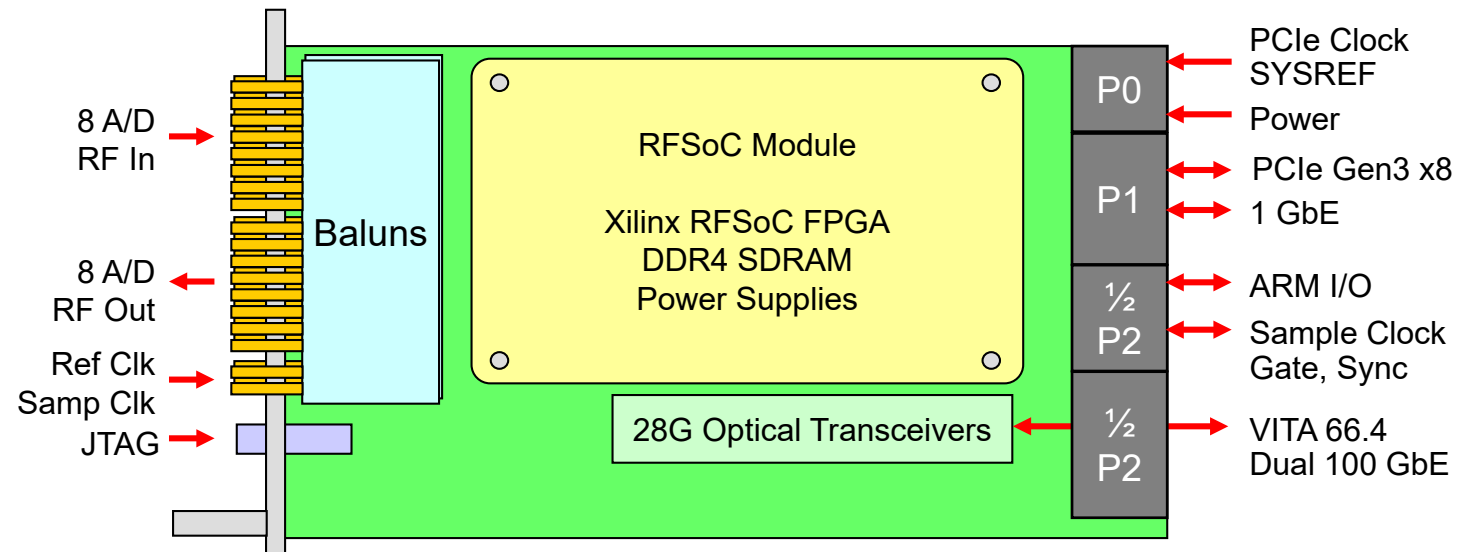 8 A/D
RF In
8 A/D
RF Out
Ref Clk
Samp Clk
JTAG
Baluns
RFSoC Module
Xilinx RFSoC FPGA
DDR4 SDRAM
Power Supplies
28G Optical Transceivers
P0
P1
½
P2
½
P2
PCIe Clock
SYSREF
Power
PCIe Gen3 x8
1 GbE
ARM I/O
Sample Clock
Gate, Sync
VITA 66.4
Dual 100 GbE